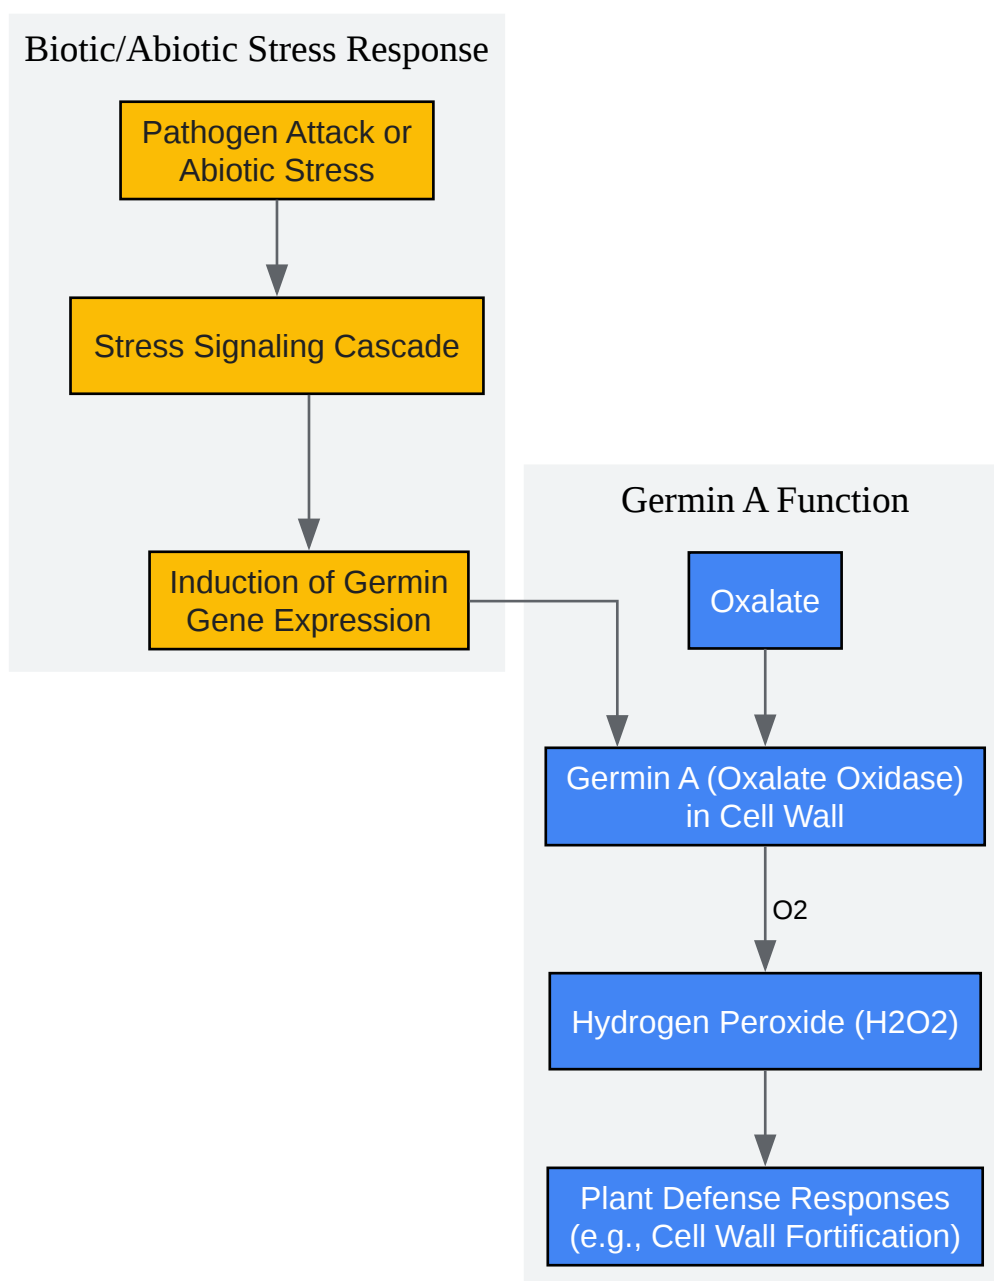 Biotic/Abiotic Stress Response
Pathogen Attack or
Abiotic Stress
Stress Signaling Cascade
Induction of Germin
Gene Expression
Germin A Function
Oxalate
Germin A (Oxalate Oxidase)
in Cell Wall
O2
Hydrogen Peroxide (H2O2)
Plant Defense Responses
(e.g., Cell Wall Fortification)